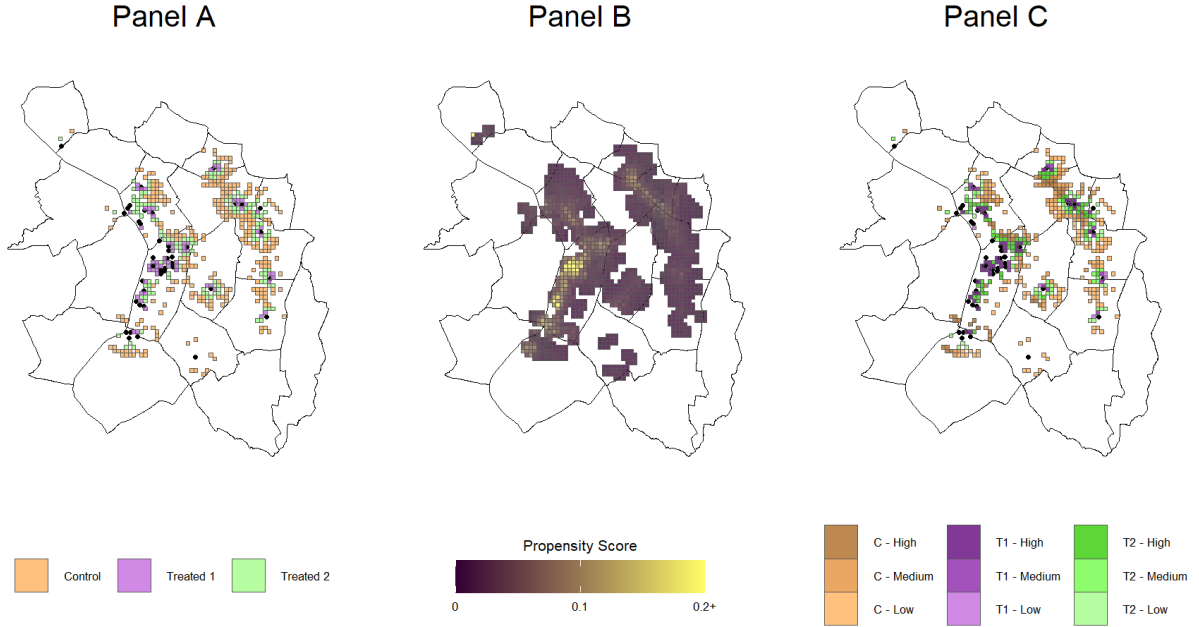 Panel A
Panel B
Panel C
Control
Treated 1
Treated 2
Propensity Score
0
0.1
0.2+
C - High
T1 - High
T2 - High
C - Medium
T1 - Medium
T2 - Medium
C - Low
T1 - Low
T2 - Low